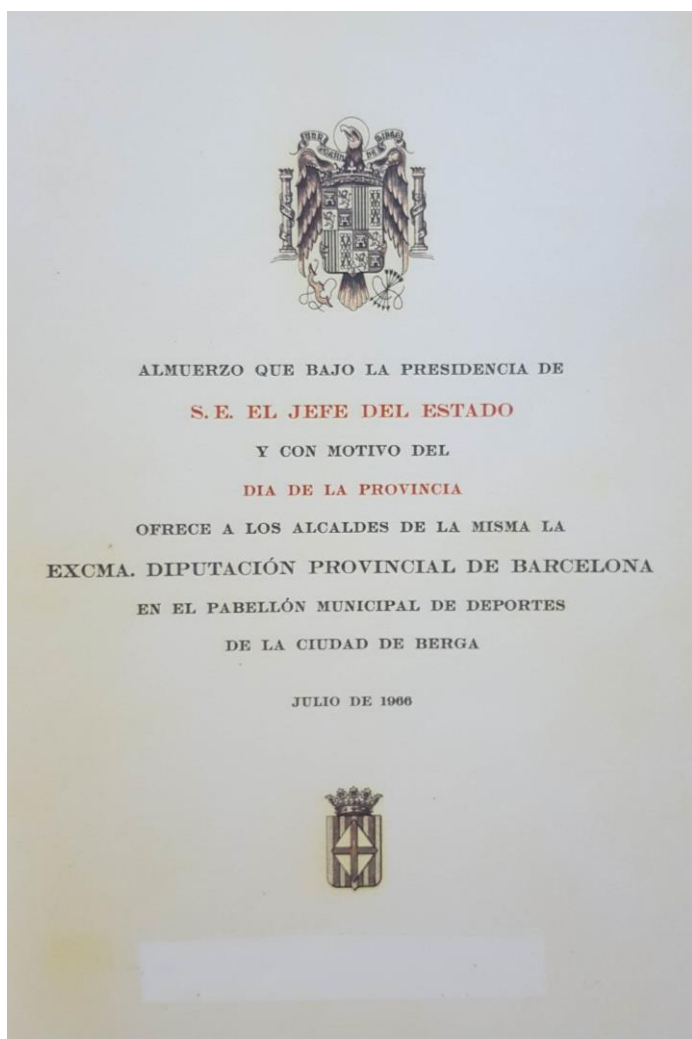 ALMUERZO QUE BAJO LA PRESIDENCIA DE
S. E. EL JEFE DEL ESTADO
Y CON MOTIVO DEL
DIA DE LA PROVINCIA
OFRECE A LOS ALCALDES DE LA MISMA LA
EXCMA. DIPUTACIÓN PROVINCIAL DE BARCELONA
EN EL PABELLÓN MUNICIPAL DE DEPORTES
DE LA CIUDAD DE BERGA
JULIO DE 1966